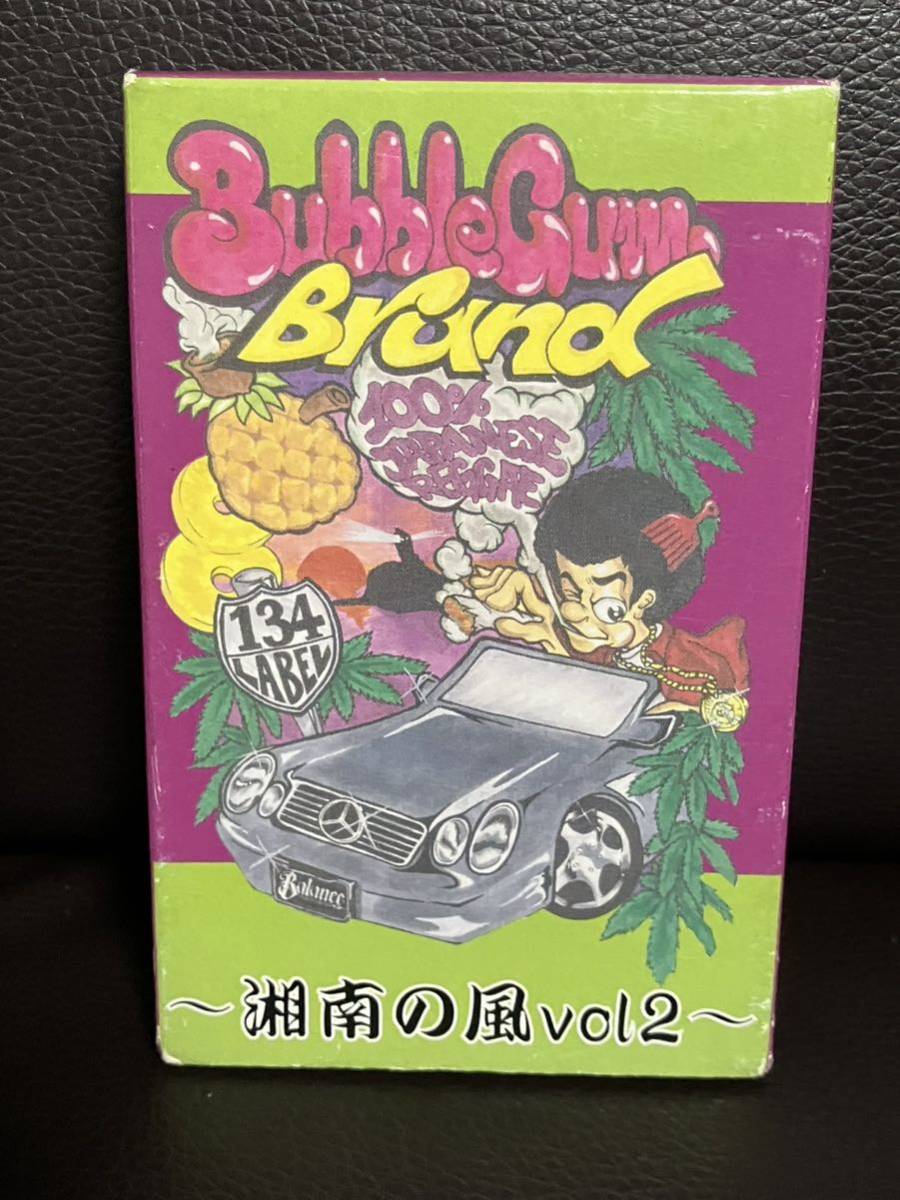 BubbleGum
Brand
100%
JAPANESE
REGGAE
134
LABEL
Balance
～湘南の風vol2～